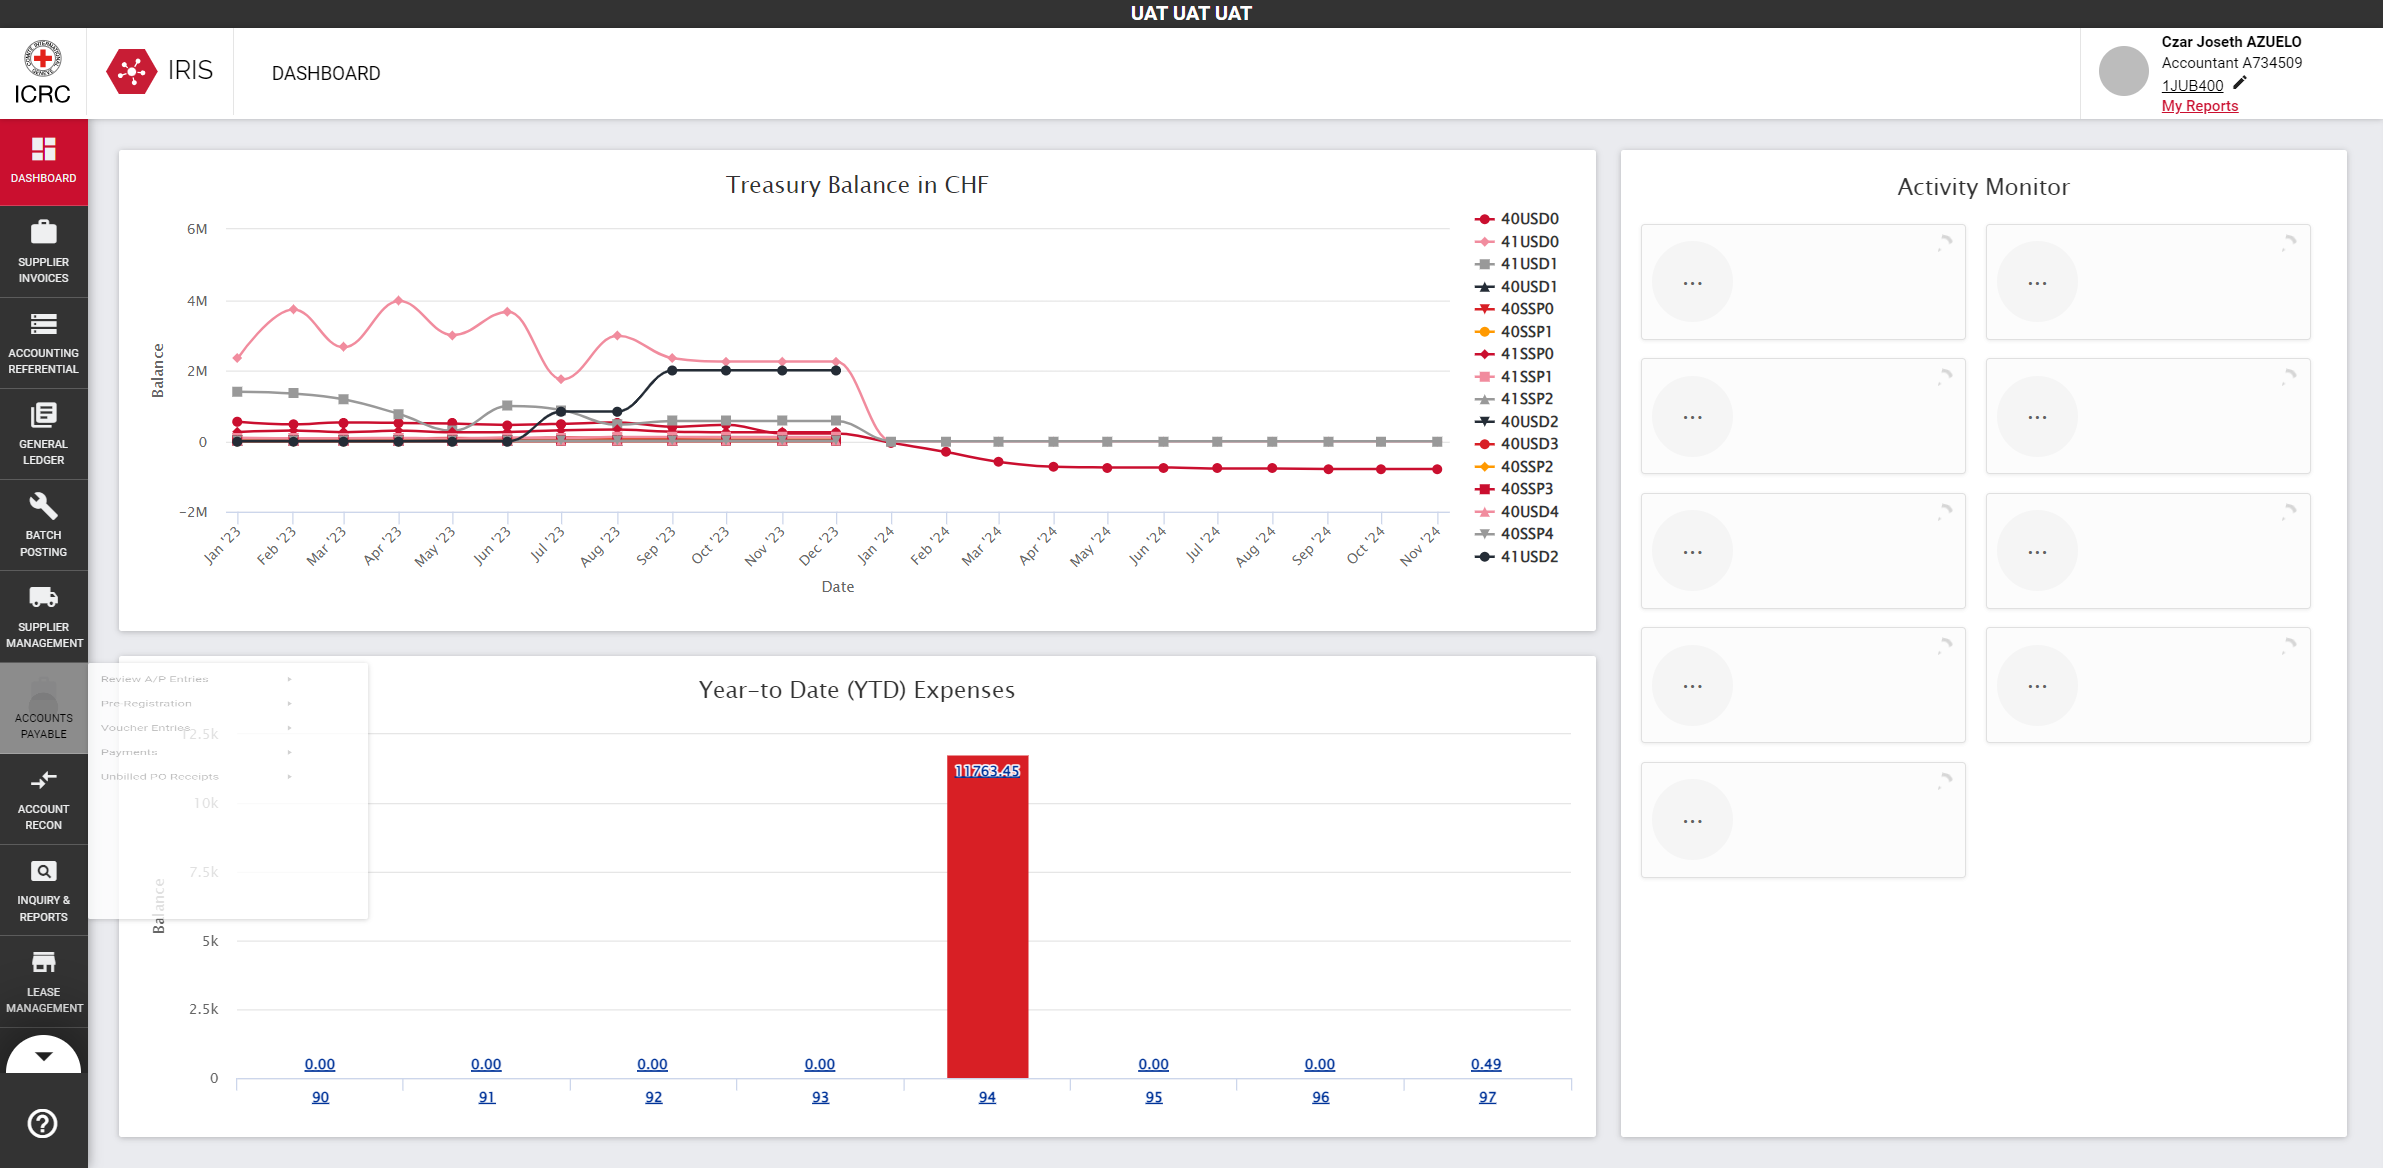 UAT UAT UAT
ICRC
IRIS
DASHBOARD
Czar Joseth AZUELO
Accountant A734509
1JUB400
My Reports
DASHBOARD
SUPPLIER
INVOICES
ACCOUNTING
REFERENTIAL
GENERAL
LEDGER
BATCH
POSTING
SUPPLIER
MANAGEMENT
ACCOUNTS
PAYABLE
ACCOUNT
RECON
INQUIRY &
REPORTS
LEASE
MANAGEMENT
Review A/P Entries
Pre-Registration
Voucher Entries
Payments
Unbilled PO Receipts
Treasury Balance in CHF
6M
4M
2M
0
-2M
Balance
Jan '23
Feb '23
Mar '23
Apr '23
May '23
Jun '23
Jul '23
Aug '23
Sep '23
Oct '23
Nov '23
Dec '23
Jan '24
Feb '24
Mar '24
Apr '24
May '24
Jun '24
Jul '24
Aug '24
Sep '24
Oct '24
Nov '24
Date
40USD0
41USD0
41USD1
40USD1
40SSP0
40SSP1
41SSP0
41SSP1
41SSP2
40USD2
40USD3
40SSP2
40SSP3
40USD4
40SSP4
41USD2
Year-to Date (YTD) Expenses
12.5k
10k
7.5k
5k
2.5k
0
Balance
0.00
0.00
0.00
0.00
11763.45
0.00
0.00
0.49
90
91
92
93
94
95
96
97
Activity Monitor
...
...
...
...
...
...
...
...
...